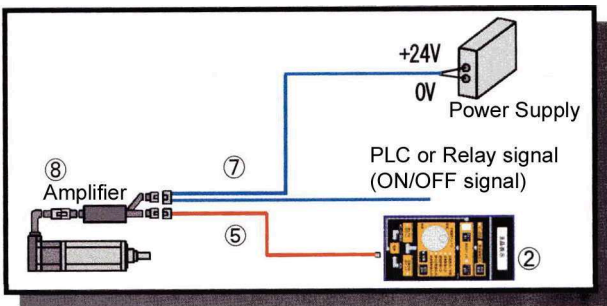 +24V
0V
Power Supply
⑦
PLC or Relay signal
(ON/OFF signal)
⑧
Amplifier
⑤
②